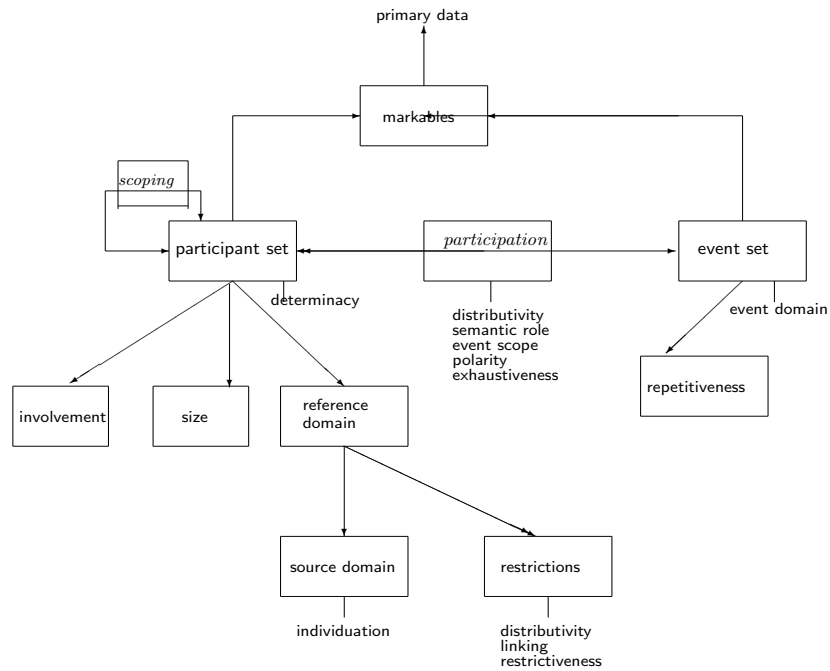 primary data
markables
scoping
participant set
participation
event set
determinacy
event domain
distributivity
semantic role
event scope
polarity
exhaustiveness
repetitiveness
involvement
size
reference
domain
source domain
restrictions
individuation
distributivity
linking
restrictiveness